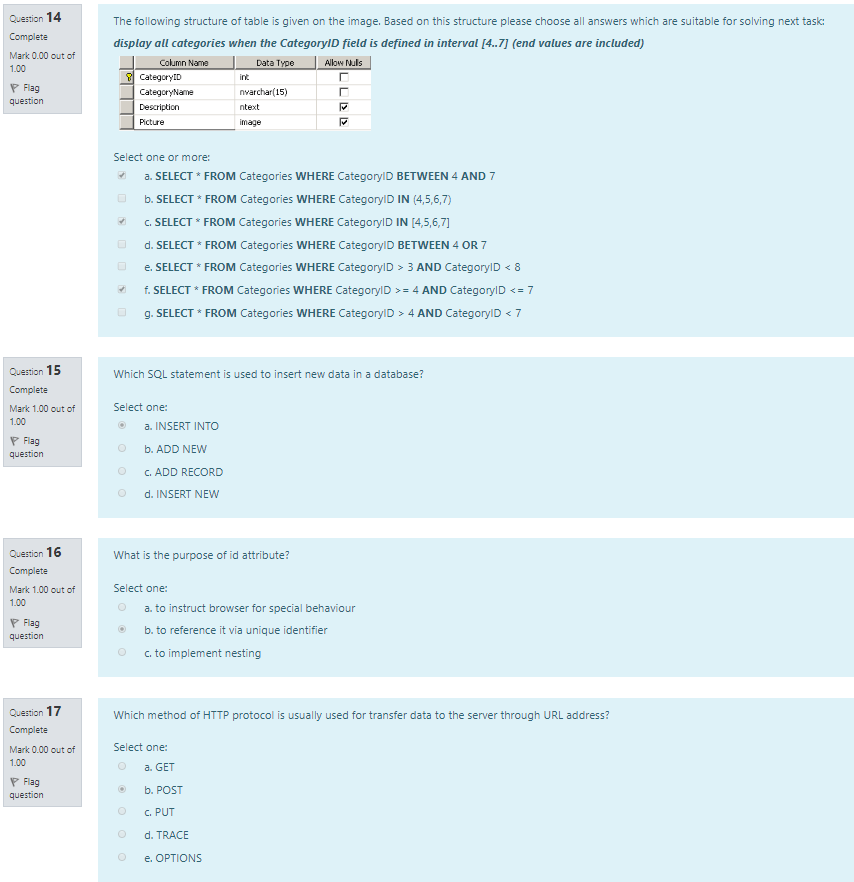 Question 14
Complete
Mark 0.00 out of
1.00
Flag
question
The following structure of table is given on the image. Based on this structure please choose all answers which are suitable for solving next task:
display all categories when the CategoryID field is defined in interval [4..7] (end values are included)
Column Name Data Type Allow Nulls
CategoryID int
CategoryName nvarchar(15)
Description ntext
Picture image
Select one or more:
a. SELECT * FROM Categories WHERE CategoryID BETWEEN 4 AND 7
b. SELECT * FROM Categories WHERE CategoryID IN (4,5,6,7)
c. SELECT * FROM Categories WHERE CategoryID IN [4,5,6,7]
d. SELECT * FROM Categories WHERE CategoryID BETWEEN 4 OR 7
e. SELECT * FROM Categories WHERE CategoryID > 3 AND CategoryID < 8
f. SELECT * FROM Categories WHERE CategoryID >= 4 AND CategoryID <= 7
g. SELECT * FROM Categories WHERE CategoryID > 4 AND CategoryID < 7
Question 15
Complete
Mark 1.00 out of
1.00
Flag
question
Which SQL statement is used to insert new data in a database?
Select one:
a. INSERT INTO
b. ADD NEW
c. ADD RECORD
d. INSERT NEW
Question 16
Complete
Mark 1.00 out of
1.00
Flag
question
What is the purpose of id attribute?
Select one:
a. to instruct browser for special behaviour
b. to reference it via unique identifier
c. to implement nesting
Question 17
Complete
Mark 0.00 out of
1.00
Flag
question
Which method of HTTP protocol is usually used for transfer data to the server through URL address?
Select one:
a. GET
b. POST
c. PUT
d. TRACE
e. OPTIONS